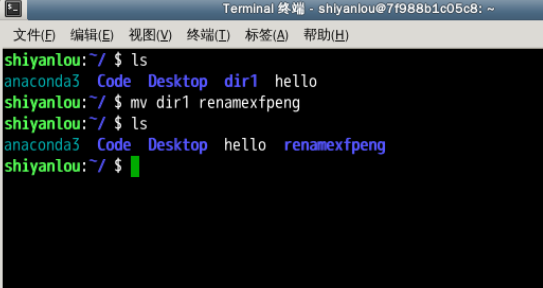 Terminal 终端 - shiyanlou@7f988b1c05c8: ~
文件(F) 编辑(E) 视图(V) 终端(T) 标签(A) 帮助(H)
shiyanlou:~/ $ ls
anaconda3 Code Desktop dir1 hello
shiyanlou:~/ $ mv dir1 renamexfpeng
shiyanlou:~/ $ ls
anaconda3 Code Desktop hello renamexfpeng
shiyanlou:~/ $